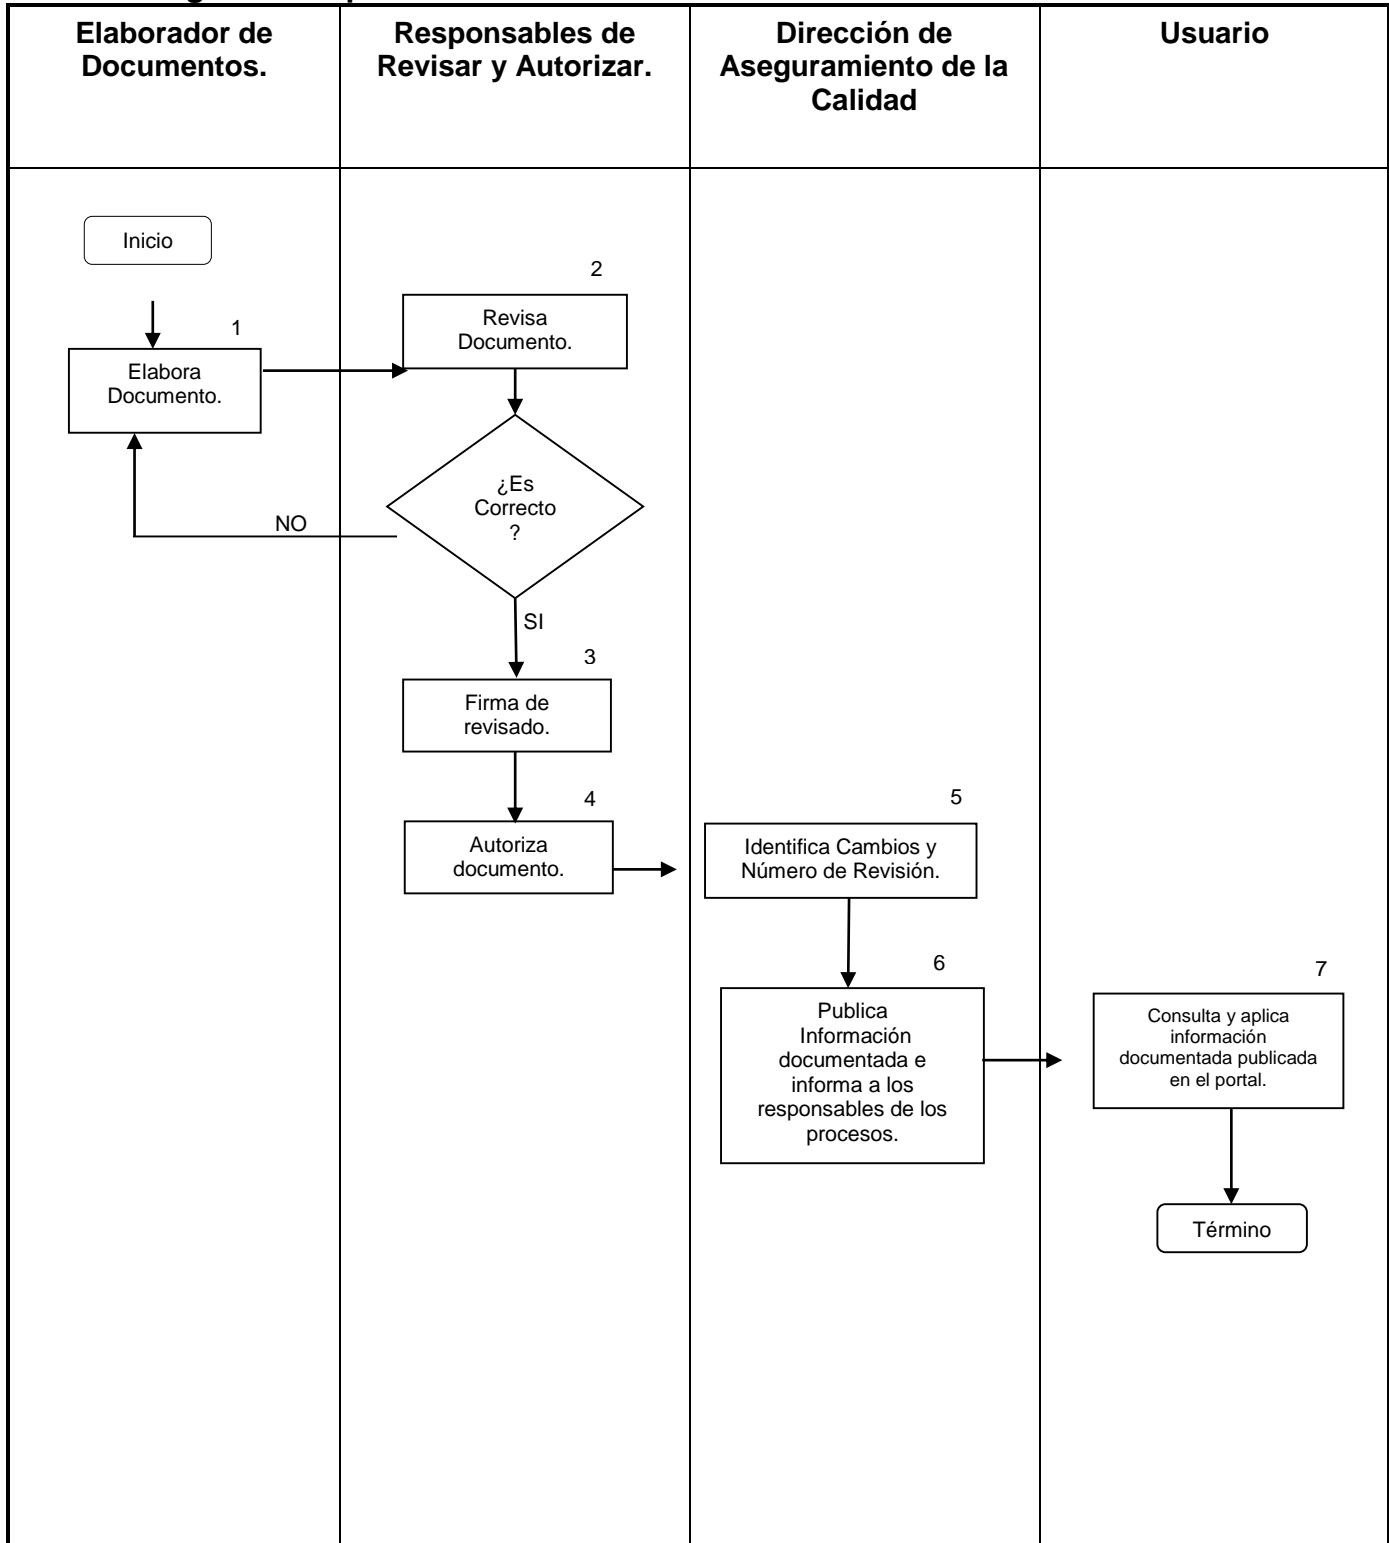 Elaborador de
Documentos.
Responsables de
Revisar y Autorizar.
Dirección de
Aseguramiento de la
Calidad
Usuario
Inicio
1
Elabora
Documento.
2
Revisa
Documento.
¿Es
Correcto
?
NO
SI
3
Firma de
revisado.
4
Autoriza
documento.
5
Identifica Cambios y
Número de Revisión.
6
Publica
Información
documentada e
informa a los
responsables de los
procesos.
7
Consulta y aplica
información
documentada publicada
en el portal.
Término